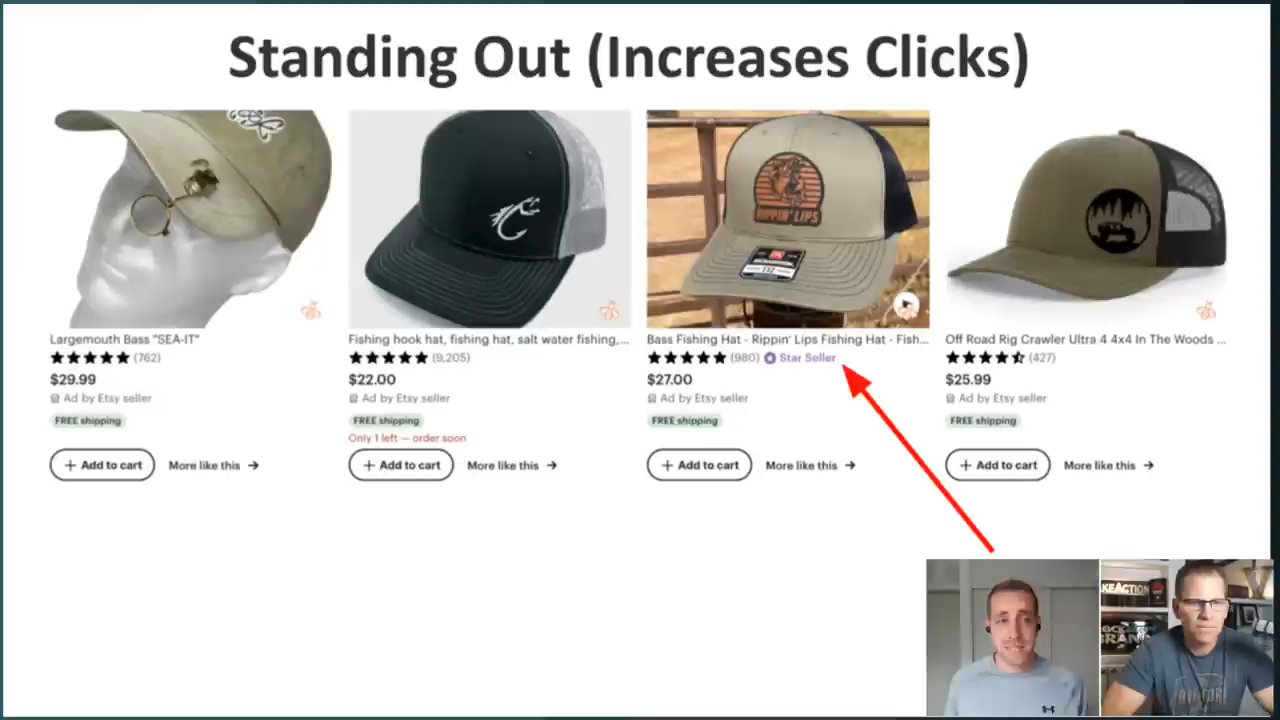 Standing Out (Increases Clicks)
RIPPIN' LIPS
112
Largemouth Bass "SEA-IT"
★★★★★ (762)
$29.99
Ad by Etsy seller
FREE shipping
+ Add to cart More like this →
Fishing hook hat, fishing hat, salt water fishing,...
★★★★★ (9,205)
$22.00
Ad by Etsy seller
FREE shipping
Only 1 left — order soon
+ Add to cart More like this →
Bass Fishing Hat - Rippin' Lips Fishing Hat - Fish...
★★★★★ (980) Star Seller
$27.00
Ad by Etsy seller
FREE shipping
+ Add to cart More like this →
Off Road Rig Crawler Ultra 4 4x4 In The Woods ...
(427)
$25.99
Ad by Etsy seller
FREE shipping
+ Add to cart More like this →
KEACTION
BRAN